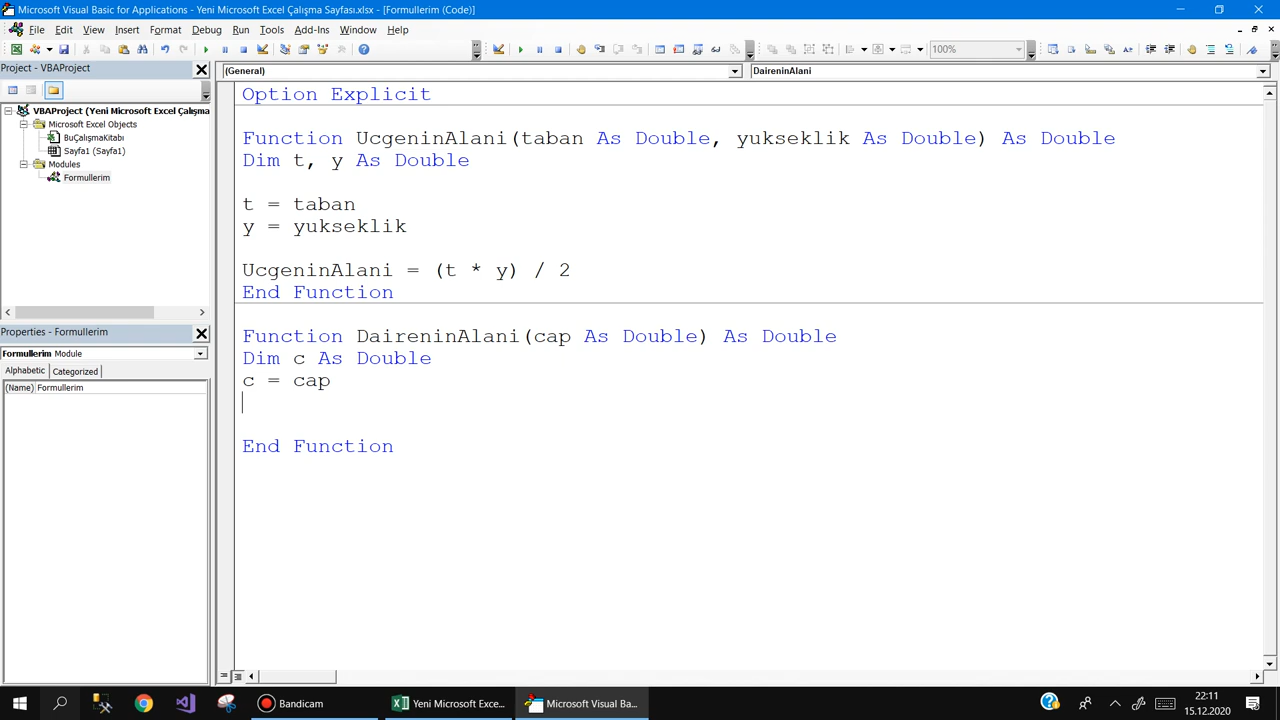 Microsoft Visual Basic for Applications - Yeni Microsoft Excel Çalışma Sayfası.xlsx - [Formullerim (Code)]
File Edit View Insert Format Debug Run Tools Add-Ins Window Help
100%
Project - VBAProject
(General) DaireninAlani
VBAProject (Yeni Microsoft Excel Çalışma
Microsoft Excel Objects
BuÇalışmaKitabı
Sayfa1 (Sayfa1)
Modules
Formullerim
Properties - Formullerim
Formullerim Module
Alphabetic Categorized
(Name) Formullerim
Option Explicit
Function UcgeninAlani(taban As Double, yukseklik As Double) As Double
Dim t, y As Double
t = taban
y = yukseklik
UcgeninAlani = (t * y) / 2
End Function
Function DaireninAlani(cap As Double) As Double
Dim c As Double
c = cap
End Function
Bandicam
Yeni Microsoft Exce...
Microsoft Visual Ba...
22:11
15.12.2020